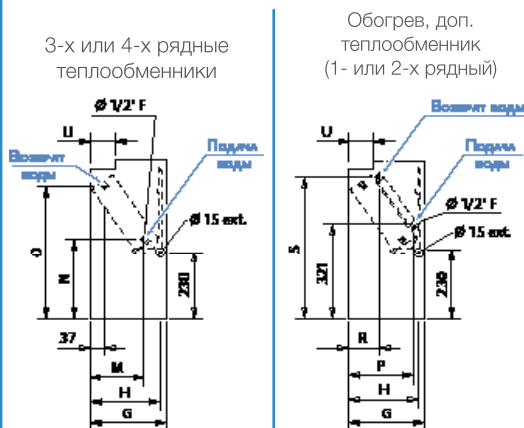 3-х или 4-х рядные
теплообменники
Ø 1/2" F
U
Возврат
воды
Подача
воды
Ø 15 ext.
O
N
230
37
M
H
G
Обогрев, доп.
теплообменник
(1- или 2-х рядный)
Возврат воды
U
Подача
воды
Ø 1/2" F
Ø 15 ext.
S
321
230
R
P
H
G